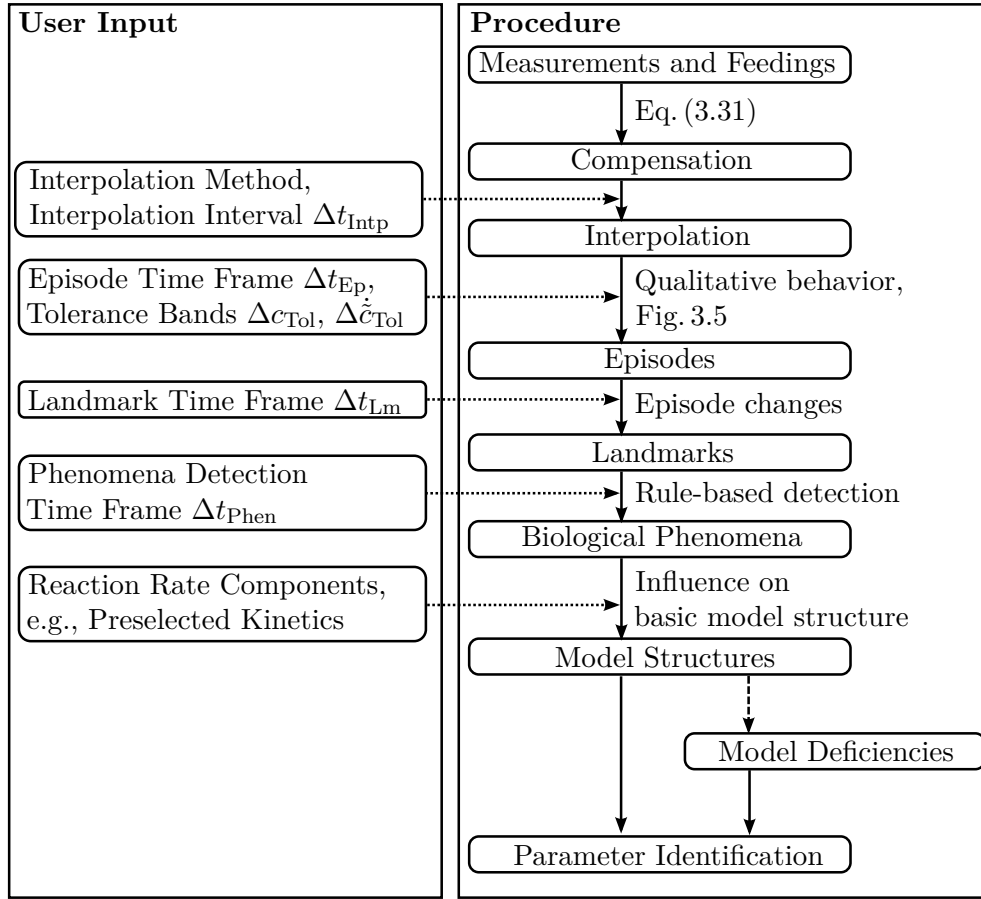 User Input
Interpolation Method,
Interpolation Interval Δt_Intp
Episode Time Frame Δt_Ep,
Tolerance Bands Δc_Tol, Δċ̃_Tol
Landmark Time Frame Δt_Lm
Phenomena Detection
Time Frame Δt_Phen
Reaction Rate Components,
e.g., Preselected Kinetics
Procedure
Measurements and Feedings
Eq. (3.31)
Compensation
Interpolation
Qualitative behavior,
Fig. 3.5
Episodes
Episode changes
Landmarks
Rule-based detection
Biological Phenomena
Influence on
basic model structure
Model Structures
Model Deficiencies
Parameter Identification